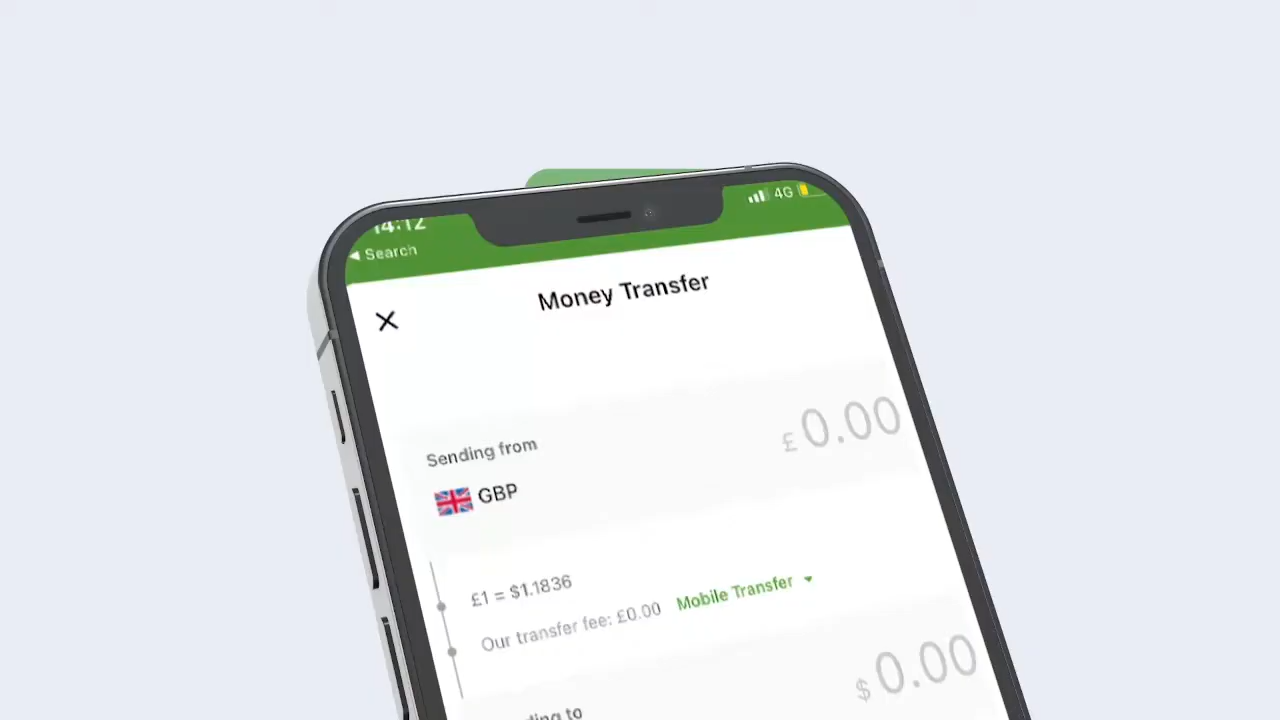 14:12
4G
Search
Money Transfer
£ 0.00
Sending from
GBP
£1 = $1.1836
Our transfer fee: £0.00 Mobile Transfer
$ 0.00